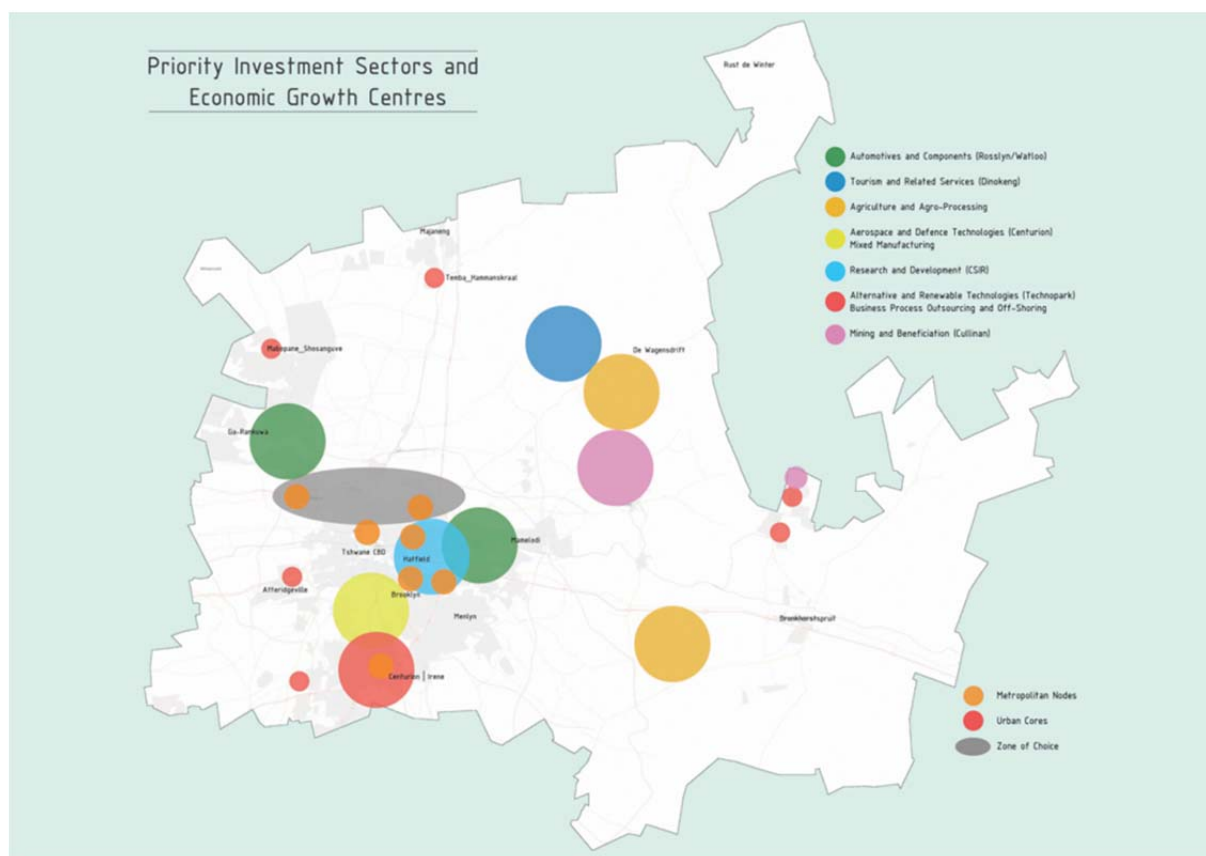 Priority Investment Sectors and
Economic Growth Centres
Rust de Winter
Automotives and Components (Rosslyn/Watloo)
Tourism and Related Services (Dinokeng)
Agriculture and Agro-Processing
Aerospace and Defence Technologies (Centurion)
Mixed Manufacturing
Research and Development (CSIR)
Alternative and Renewable Technologies (Technopark)
Business Process Outsourcing and Off-Shoring
Mining and Beneficiation (Cullinan)
Majaneng
Temba_Hammanskraal
Mabopane_Shosanguve
De Wagensdrift
Ga-Rankuwa
Tshwane CBD
Hatfield
Mamelodi
Atteridgeville
Brooklyn
Menlyn
Bronkhorstspruit
Centurion | Irene
Metropolitan Nodes
Urban Cores
Zone of Choice